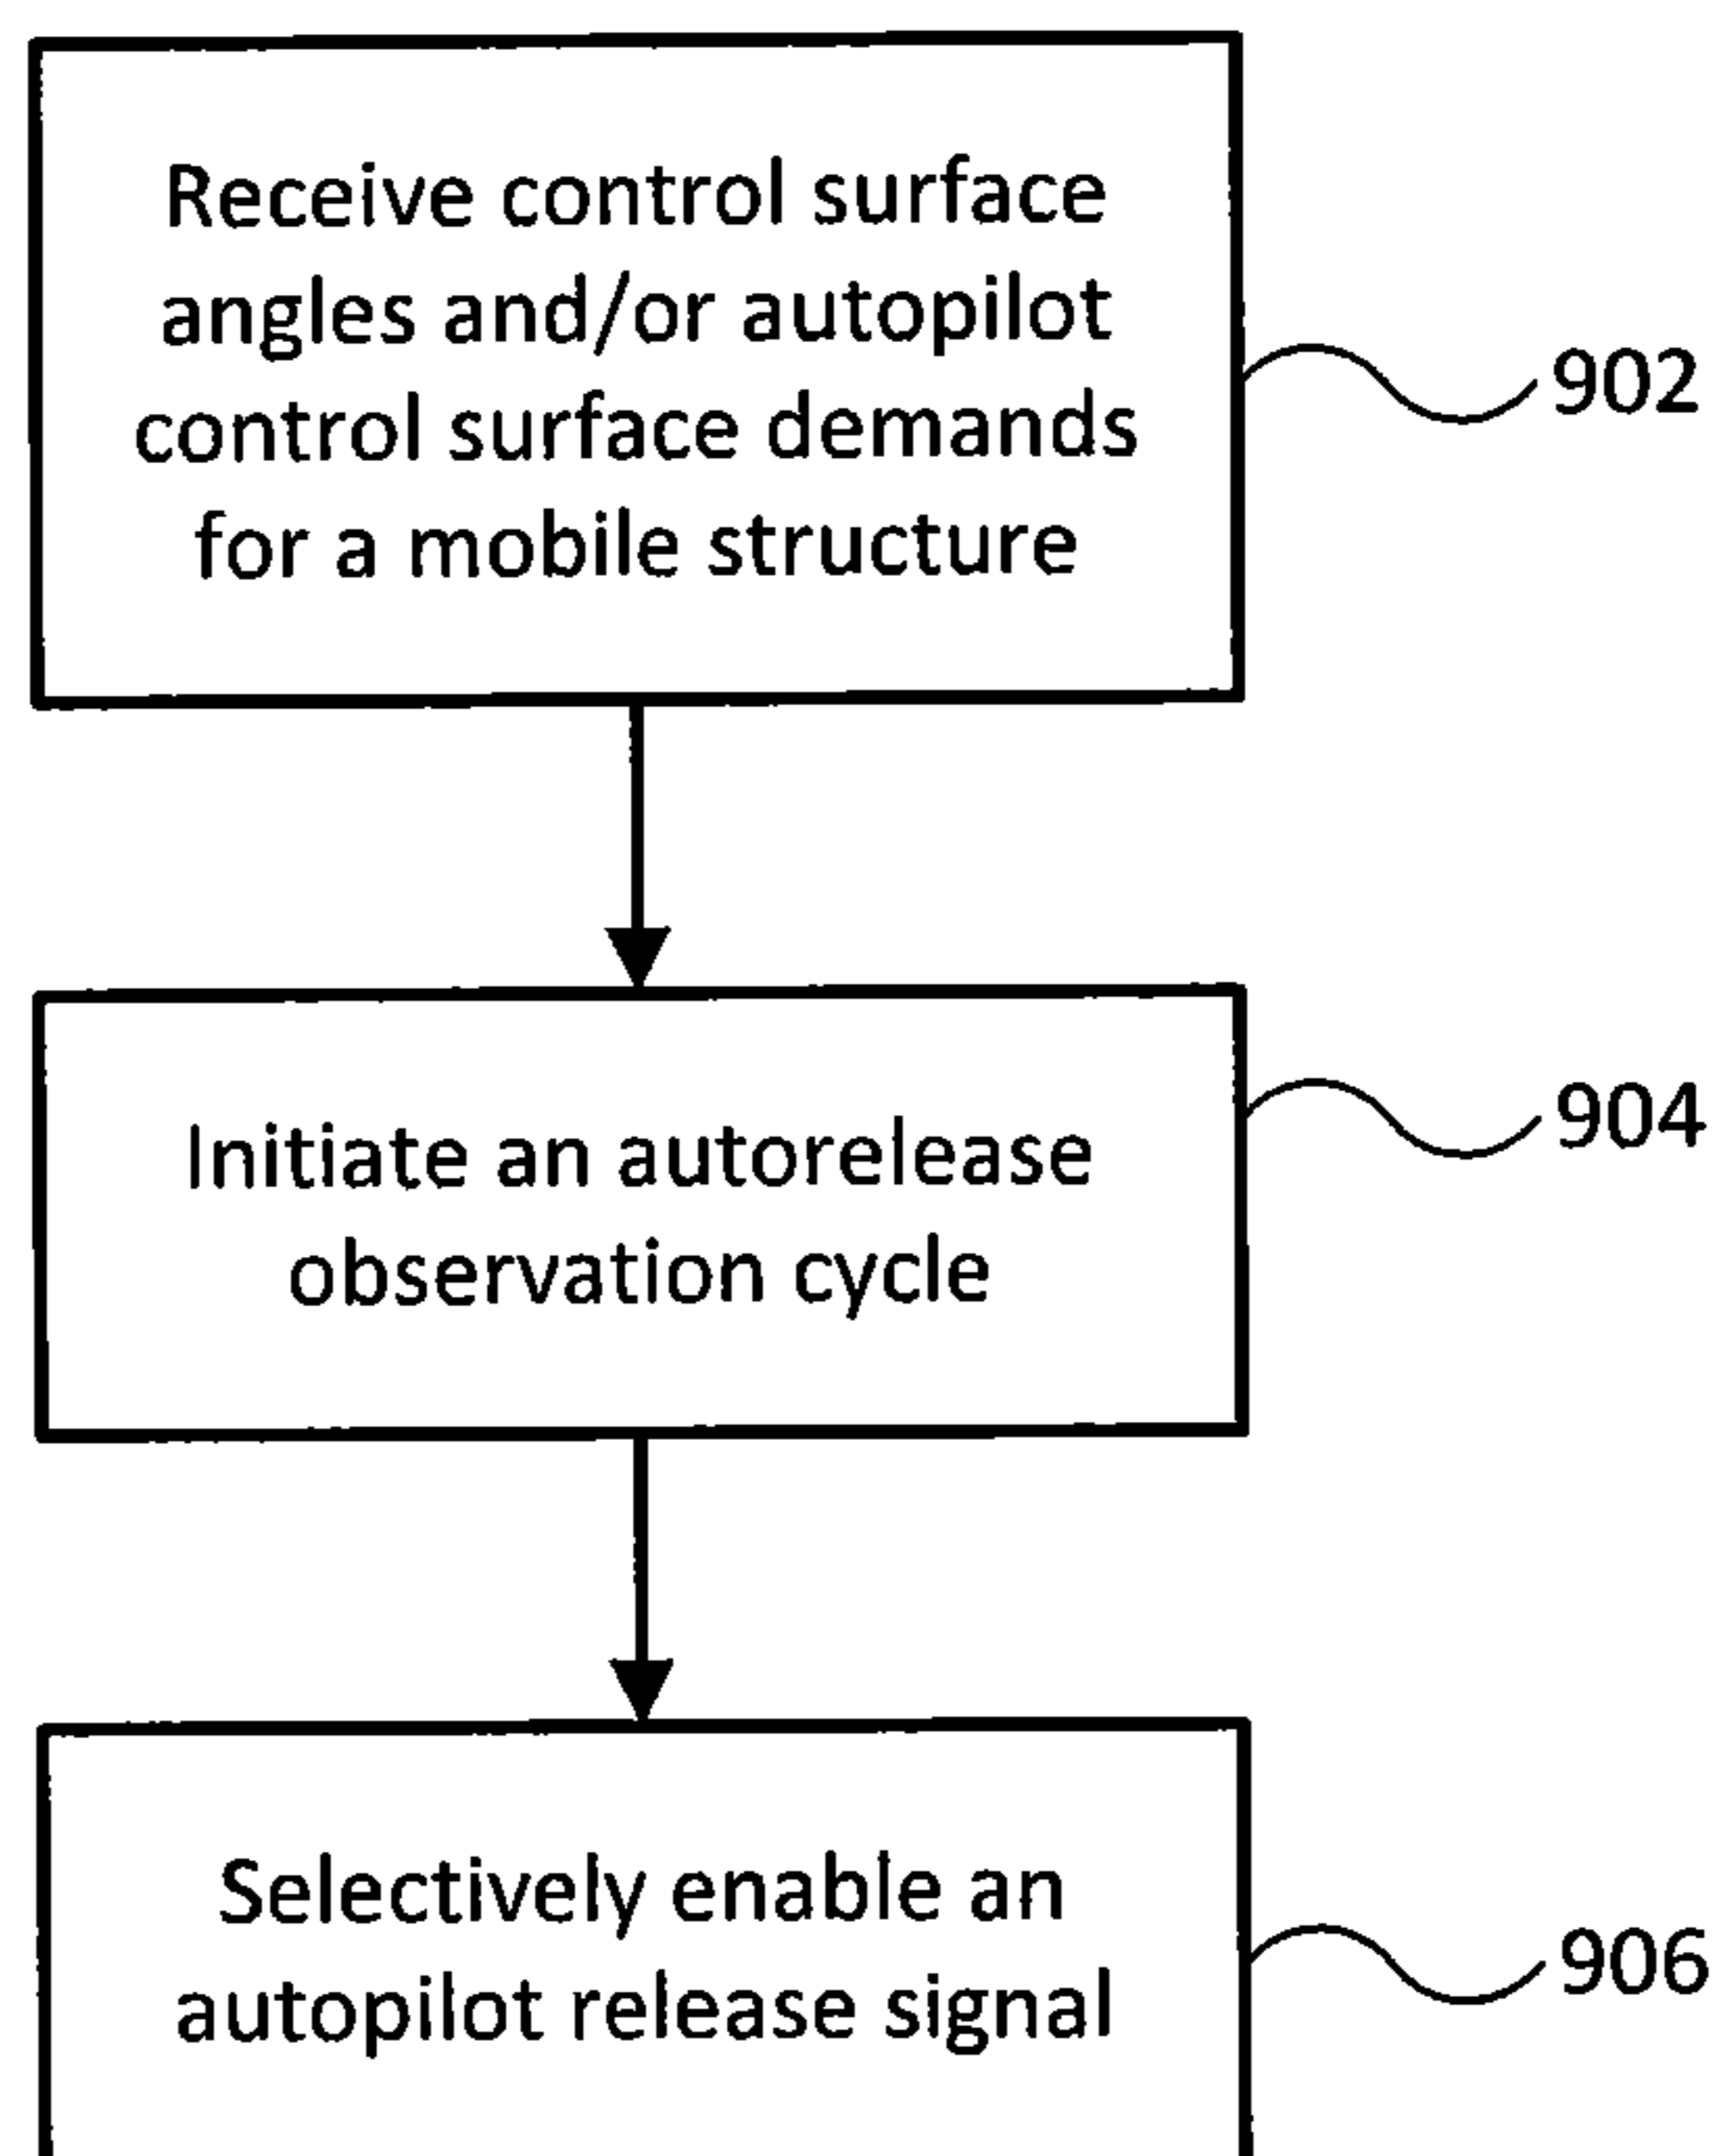 Receive control surface
angles and/or autopilot
control surface demands
for a mobile structure
902
Initiate an autorelease
observation cycle
904
Selectively enable an
autopilot release signal
906